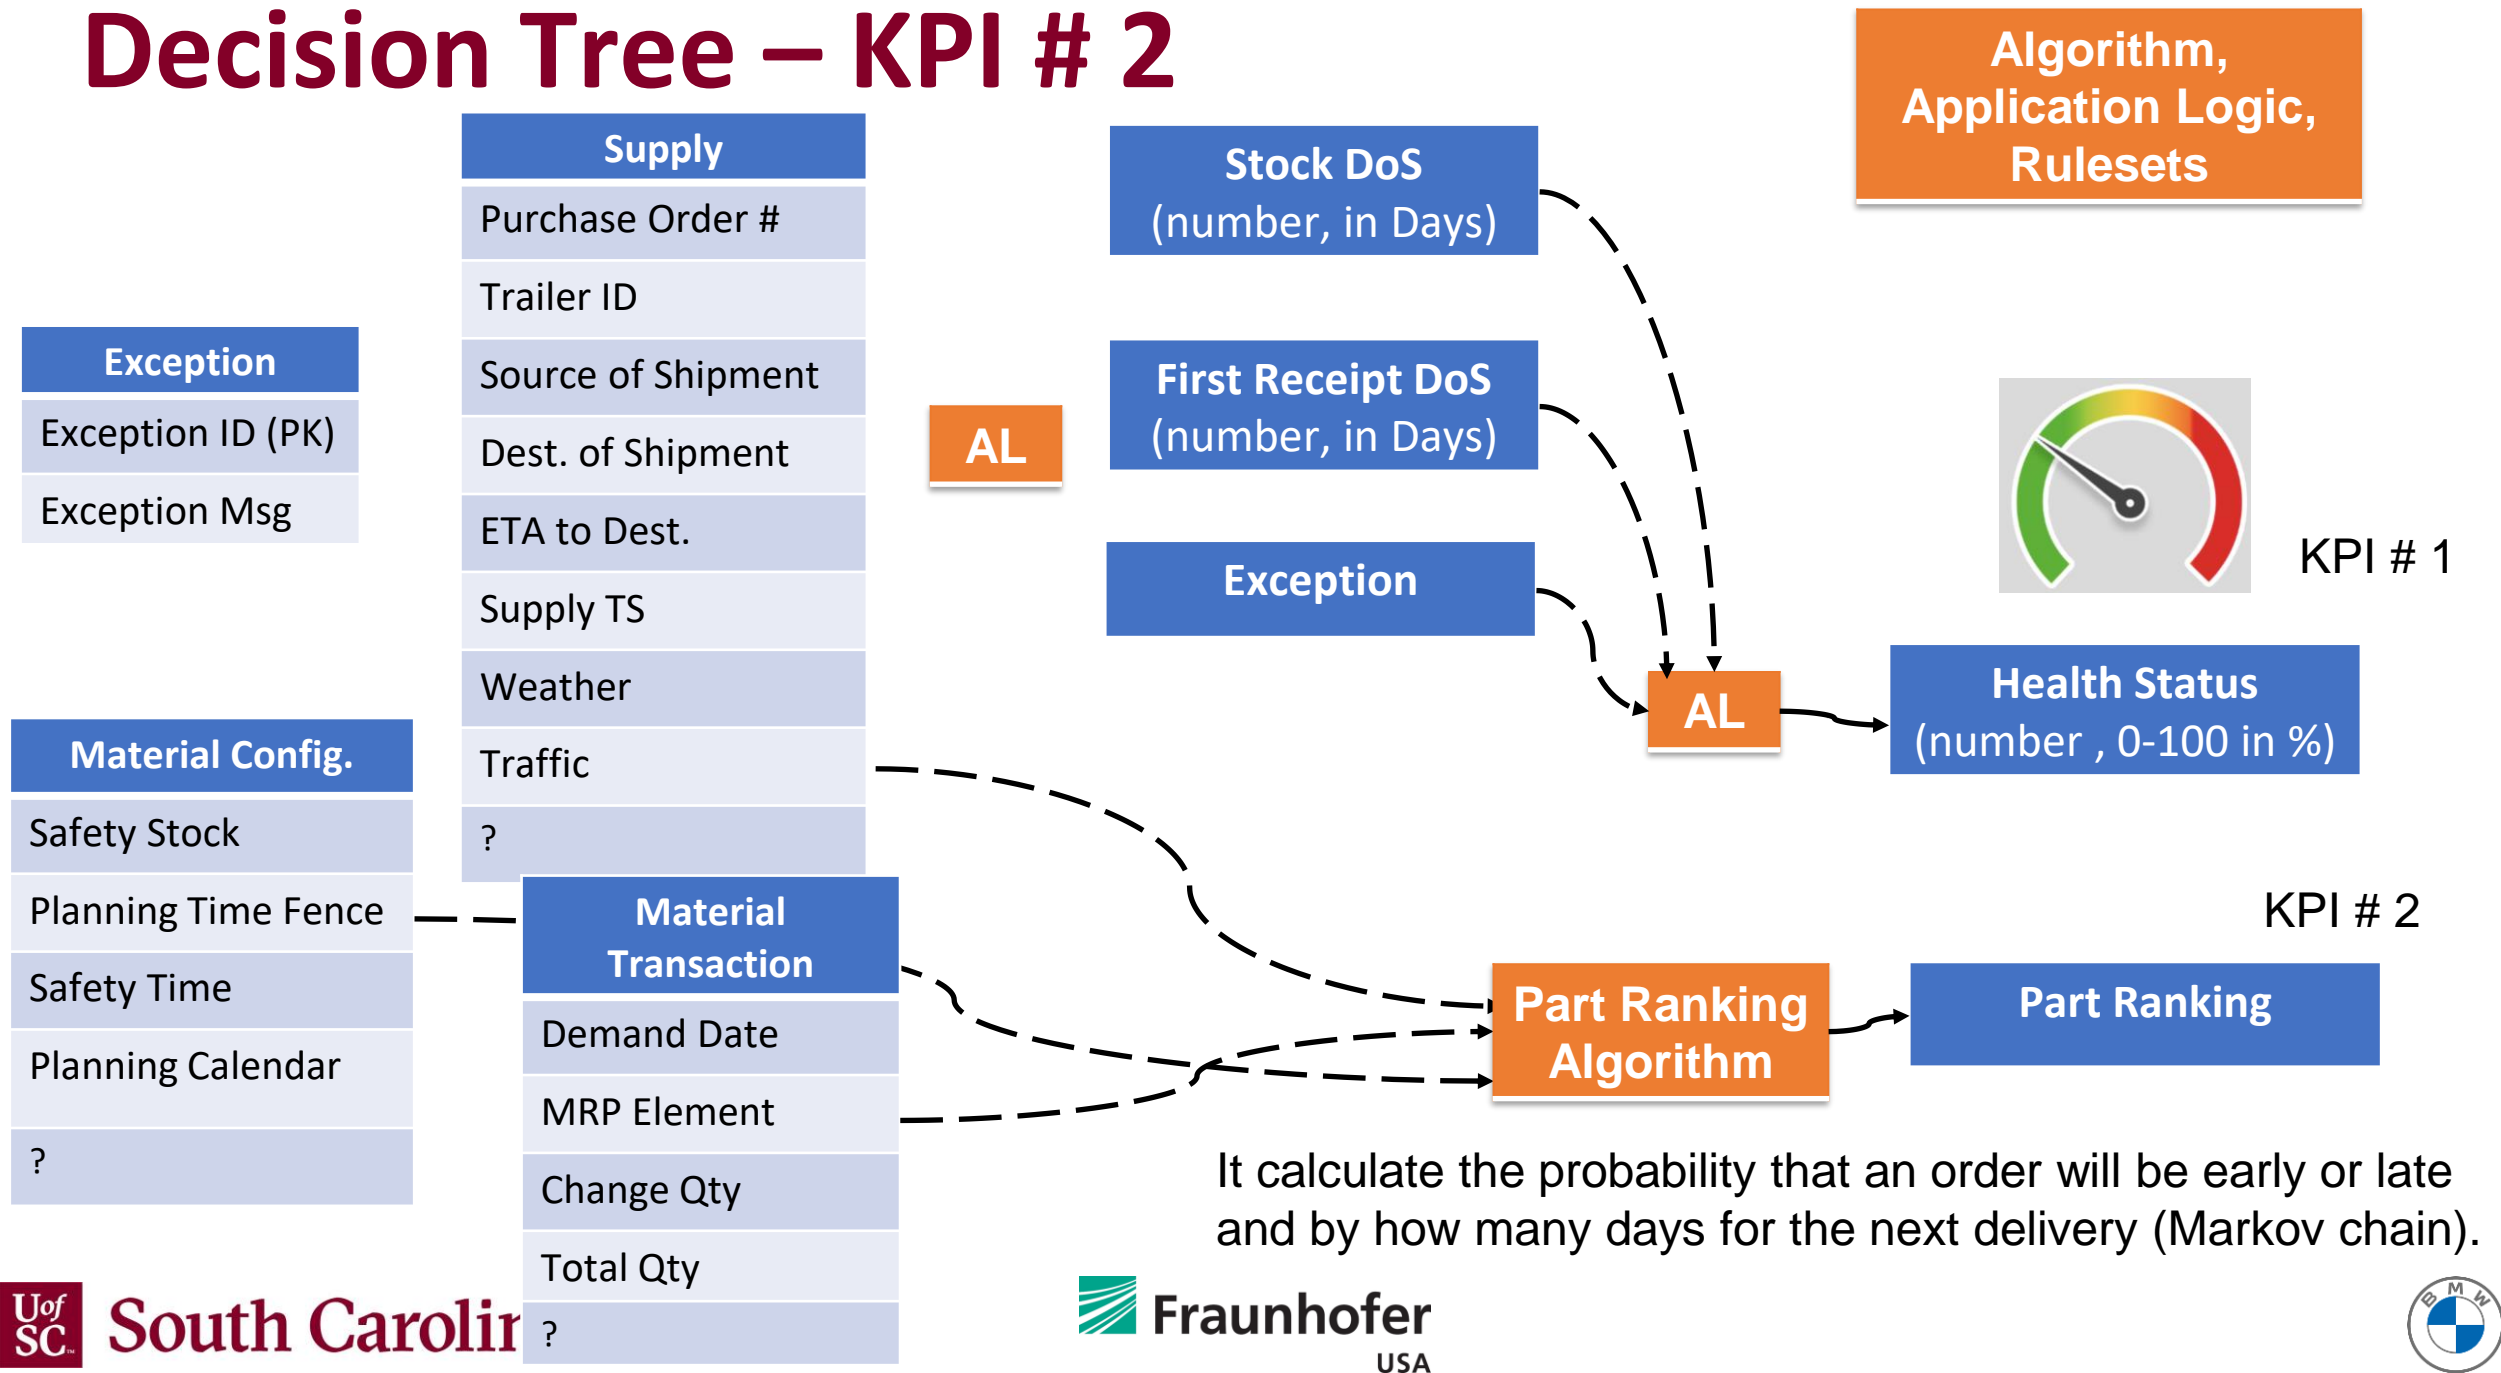 Decision Tree – KPI # 2
Algorithm,
Application Logic,
Rulesets
Supply
Purchase Order #
Trailer ID
Source of Shipment
Dest. of Shipment
ETA to Dest.
Supply TS
Weather
Traffic
?
Exception
Exception ID (PK)
Exception Msg
Material Config.
Safety Stock
Planning Time Fence
Safety Time
Planning Calendar
?
Material
Transaction
Demand Date
MRP Element
Change Qty
Total Qty
?
AL
Stock DoS
(number, in Days)
First Receipt DoS
(number, in Days)
Exception
AL
KPI # 1
Health Status
(number , 0-100 in %)
KPI # 2
Part Ranking
Algorithm
Part Ranking
It calculate the probability that an order will be early or late
and by how many days for the next delivery (Markov chain).
U of
SC
South Carolin
Fraunhofer
USA
BMW